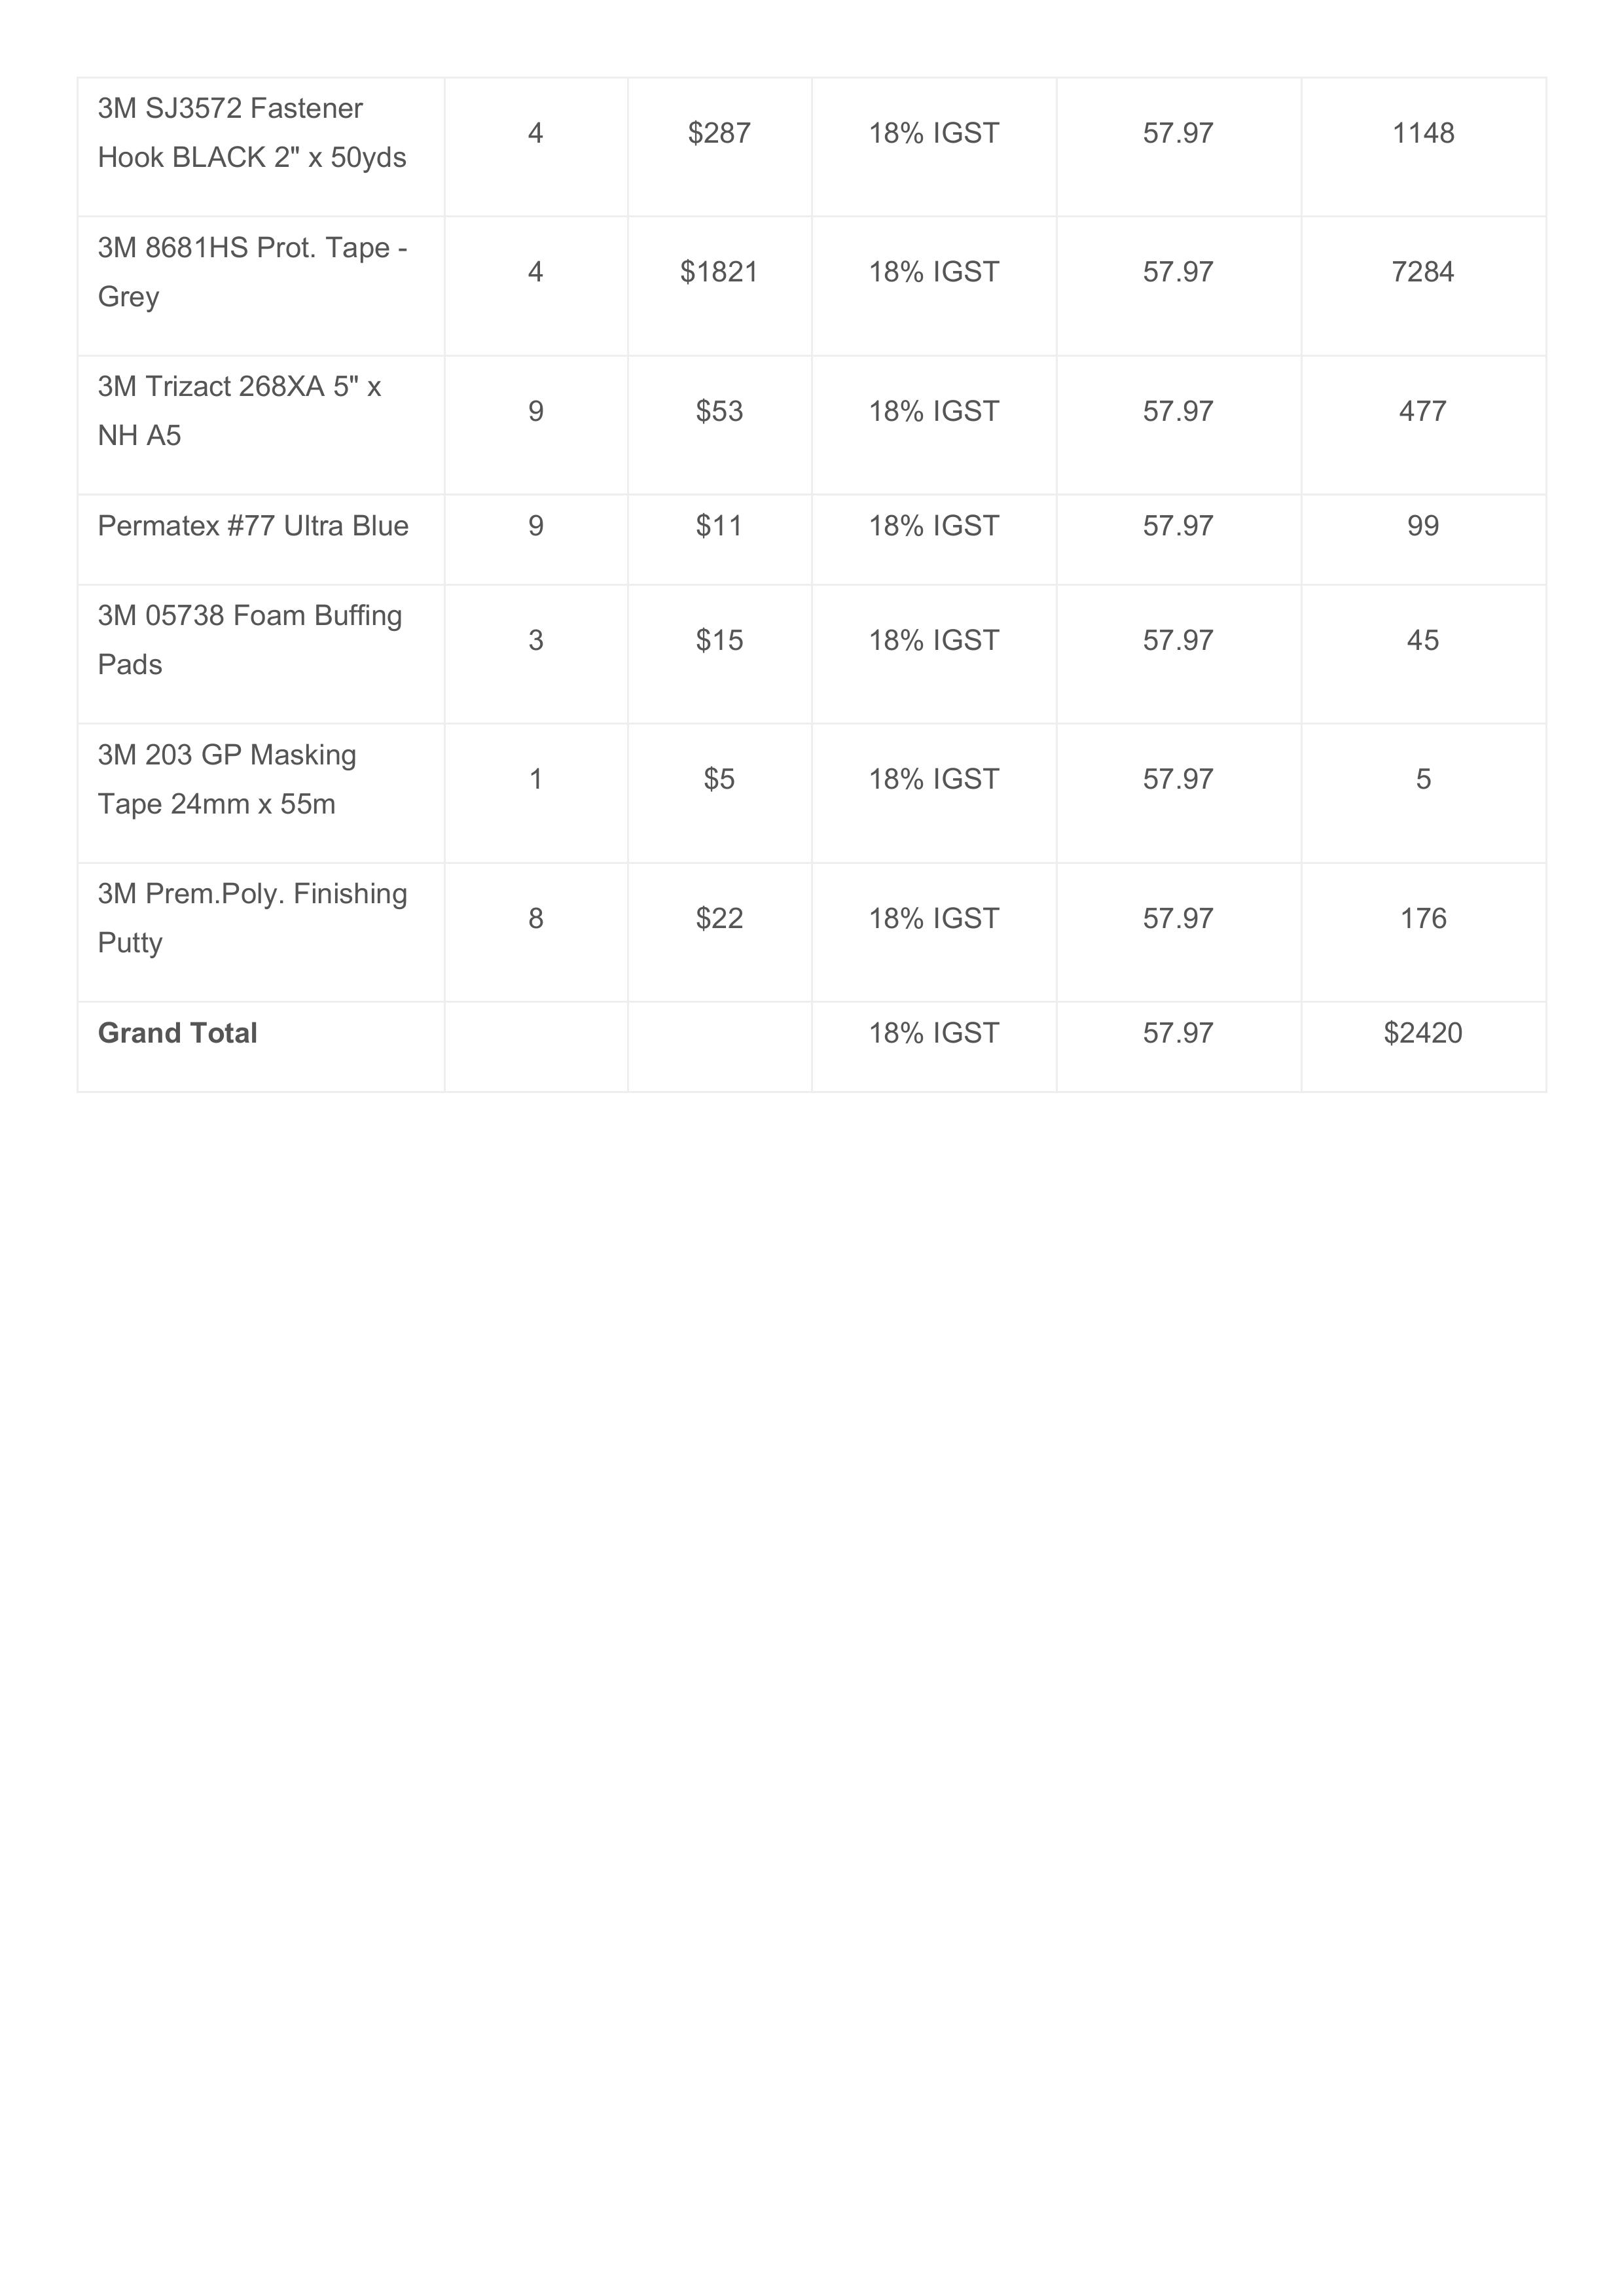 3M SJ3572 Fastener
Hook BLACK 2" x 50yds
4
$287
18% IGST
57.97
1148
3M 8681HS Prot. Tape -
Grey
4
$1821
18% IGST
57.97
7284
3M Trizact 268XA 5" x
NH A5
9
$53
18% IGST
57.97
477
Permatex #77 Ultra Blue
9
$11
18% IGST
57.97
99
3M 05738 Foam Buffing
Pads
3
$15
18% IGST
57.97
45
3M 203 GP Masking
Tape 24mm x 55m
1
$5
18% IGST
57.97
5
3M Prem.Poly. Finishing
Putty
8
$22
18% IGST
57.97
176
Grand Total
18% IGST
57.97
$2420